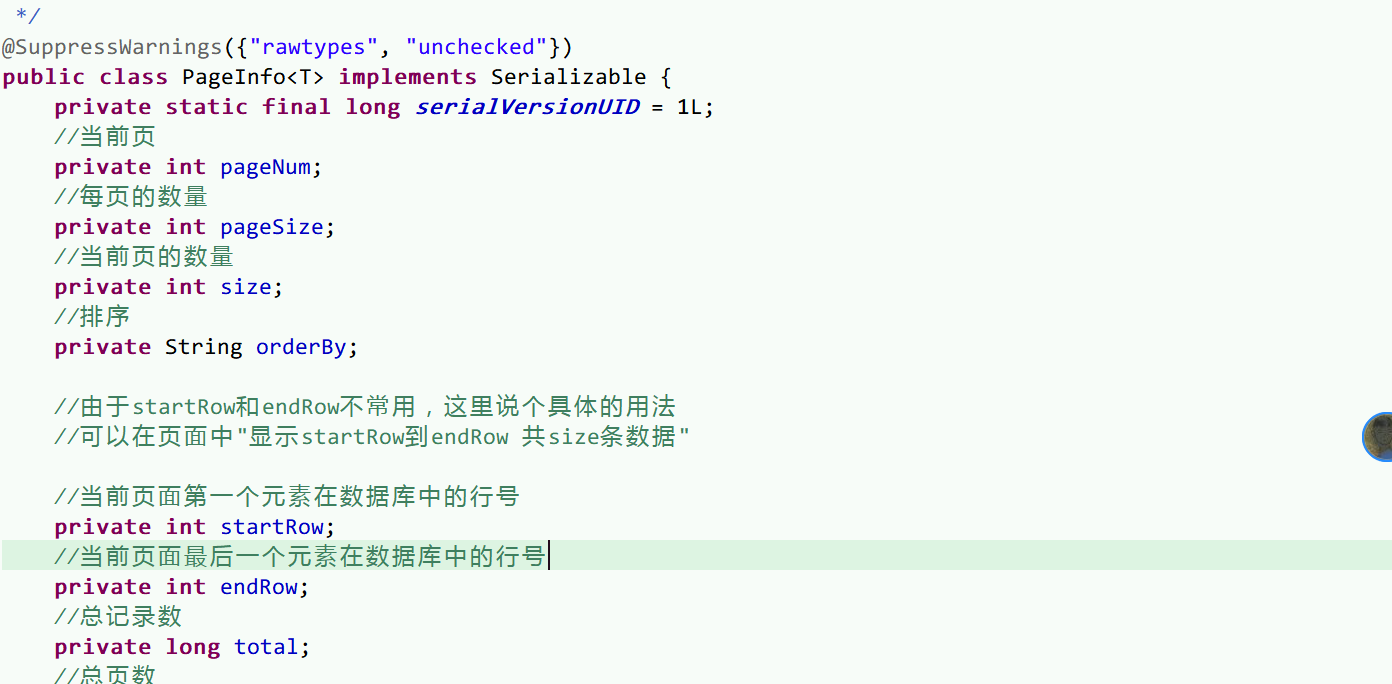 */
@SuppressWarnings({"rawtypes", "unchecked"})
public class PageInfo<T> implements Serializable {
    private static final long serialVersionUID = 1L;
    //当前页
    private int pageNum;
    //每页的数量
    private int pageSize;
    //当前页的数量
    private int size;
    //排序
    private String orderBy;

    //由于startRow和endRow不常用，这里说个具体的用法
    //可以在页面中"显示startRow到endRow 共size条数据"

    //当前页面第一个元素在数据库中的行号
    private int startRow;
    //当前页面最后一个元素在数据库中的行号
    private int endRow;
    //总记录数
    private long total;
    //总页数